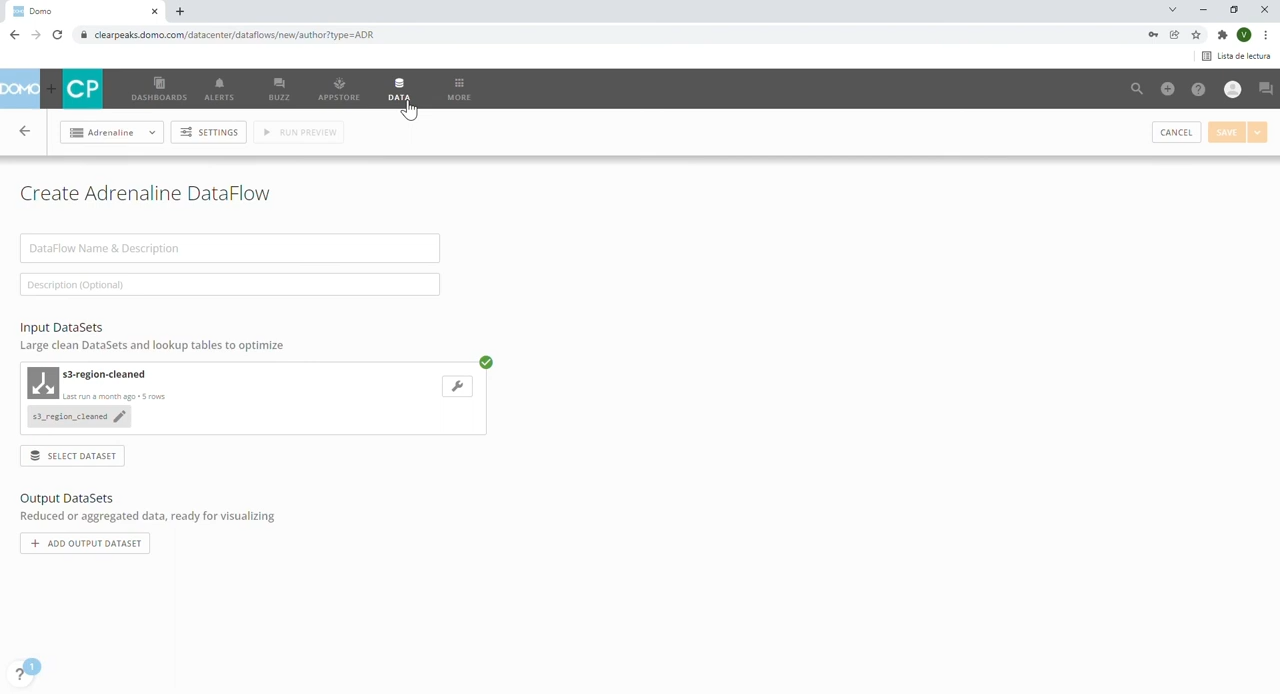 Domo
clearpeaks.domo.com/datacenter/dataflows/new/author?type=ADR
V
Lista de lectura
DOMO
+
CP
DASHBOARDS
ALERTS
BUZZ
APPSTORE
DATA
MORE
Adrenaline
SETTINGS
RUN PREVIEW
CANCEL
SAVE
Create Adrenaline DataFlow
DataFlow Name & Description
Description (Optional)
Input DataSets
Large clean DataSets and lookup tables to optimize
s3-region-cleaned
Last run a month ago • 5 rows
s3_region_cleaned
SELECT DATASET
Output DataSets
Reduced or aggregated data, ready for visualizing
+ ADD OUTPUT DATASET
? 1